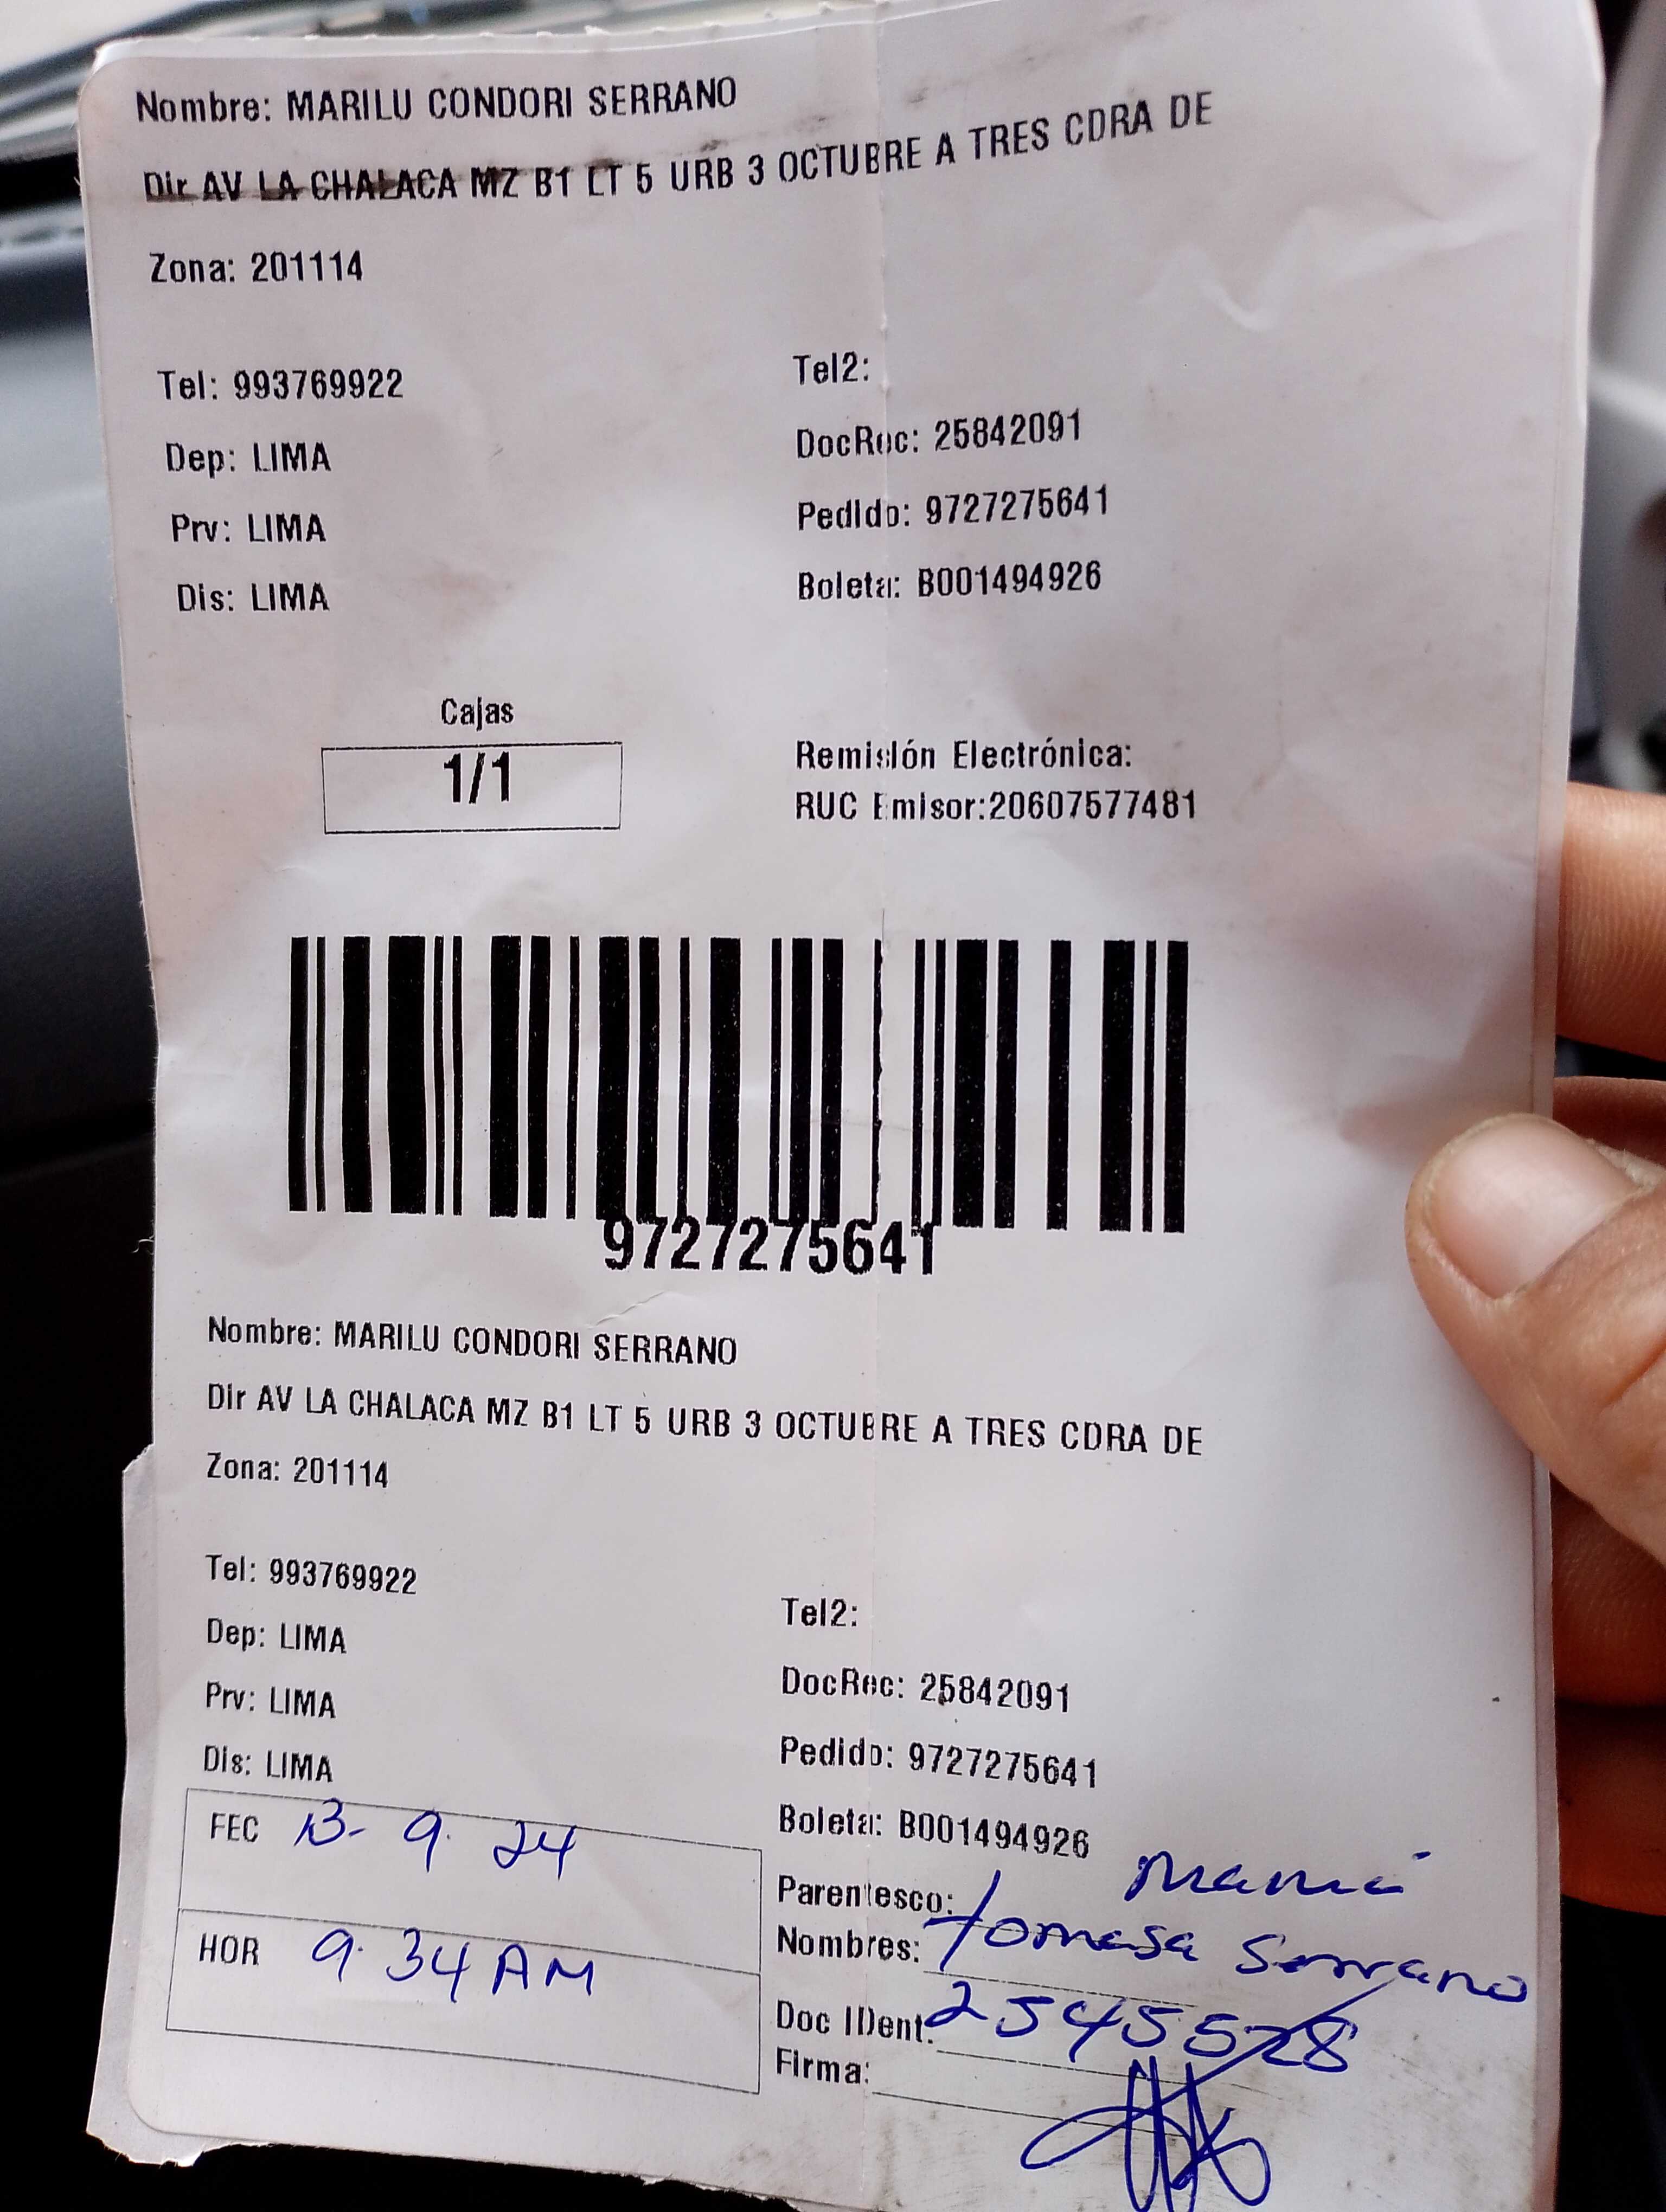 Nombre: MARILU CONDORI SERRANO
Dir AV LA CHALACA MZ B1 LT 5 URB 3 OCTUBRE A TRES CDRA DE
Zona: 201114
Tel: 993769922 Tel2:
Dep: LIMA DocRec: 25842091
Prv: LIMA Pedido: 9727275641
Dis: LIMA Boleta: B001494926
Cajas
1/1
Remisión Electrónica:
RUC Emisor:20607577481
9727275641
Nombre: MARILU CONDORI SERRANO
Dir AV LA CHALACA MZ B1 LT 5 URB 3 OCTUBRE A TRES CDRA DE
Zona: 201114
Tel: 993769922 Tel2:
Dep: LIMA DocRec: 25842091
Prv: LIMA Pedido: 9727275641
Dis: LIMA Boleta: B001494926
FEC 13-9.24
HOR 9.34 AM
Parentesco: Mamá
Nombres: Tomasa Serrano
Doc IDent. 25455728
Firma: